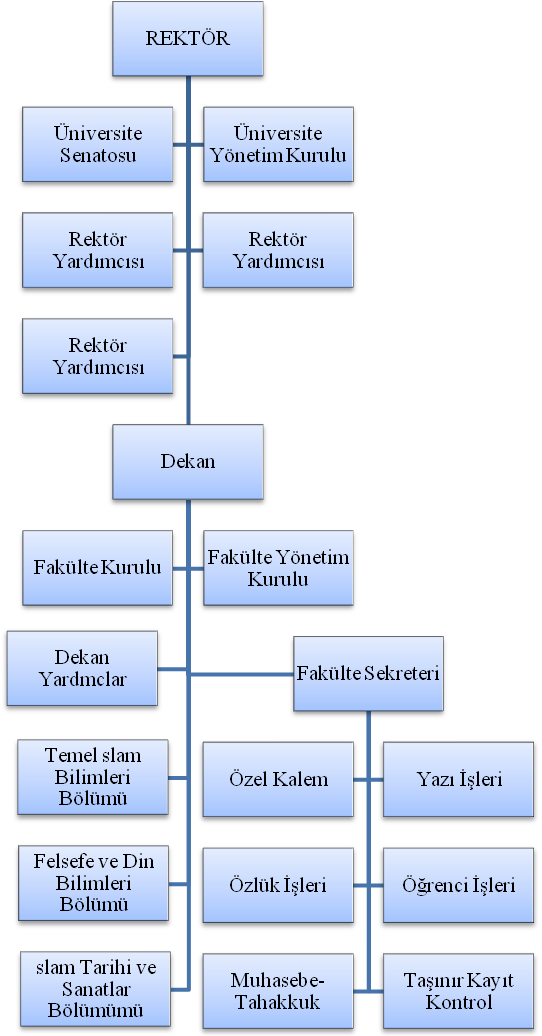 REKTÖR
Üniversite
Senatosu
Üniversite
Yönetim Kurulu
Rektör
Yardımcısı
Rektör
Yardımcısı
Rektör
Yardımcısı
Dekan
Fakülte Kurulu
Fakülte Yönetim
Kurulu
Dekan
Yardmclar
Fakülte Sekreteri
Temel slam
Bilimleri
Bölümü
Özel Kalem
Yazı İşleri
Felsefe ve Din
Bilimleri
Bölümü
Özlük İşleri
Öğrenci İşleri
slam Tarihi ve
Sanatlar
Bölümümü
Muhasebe-
Tahakkuk
Taşınır Kayıt
Kontrol